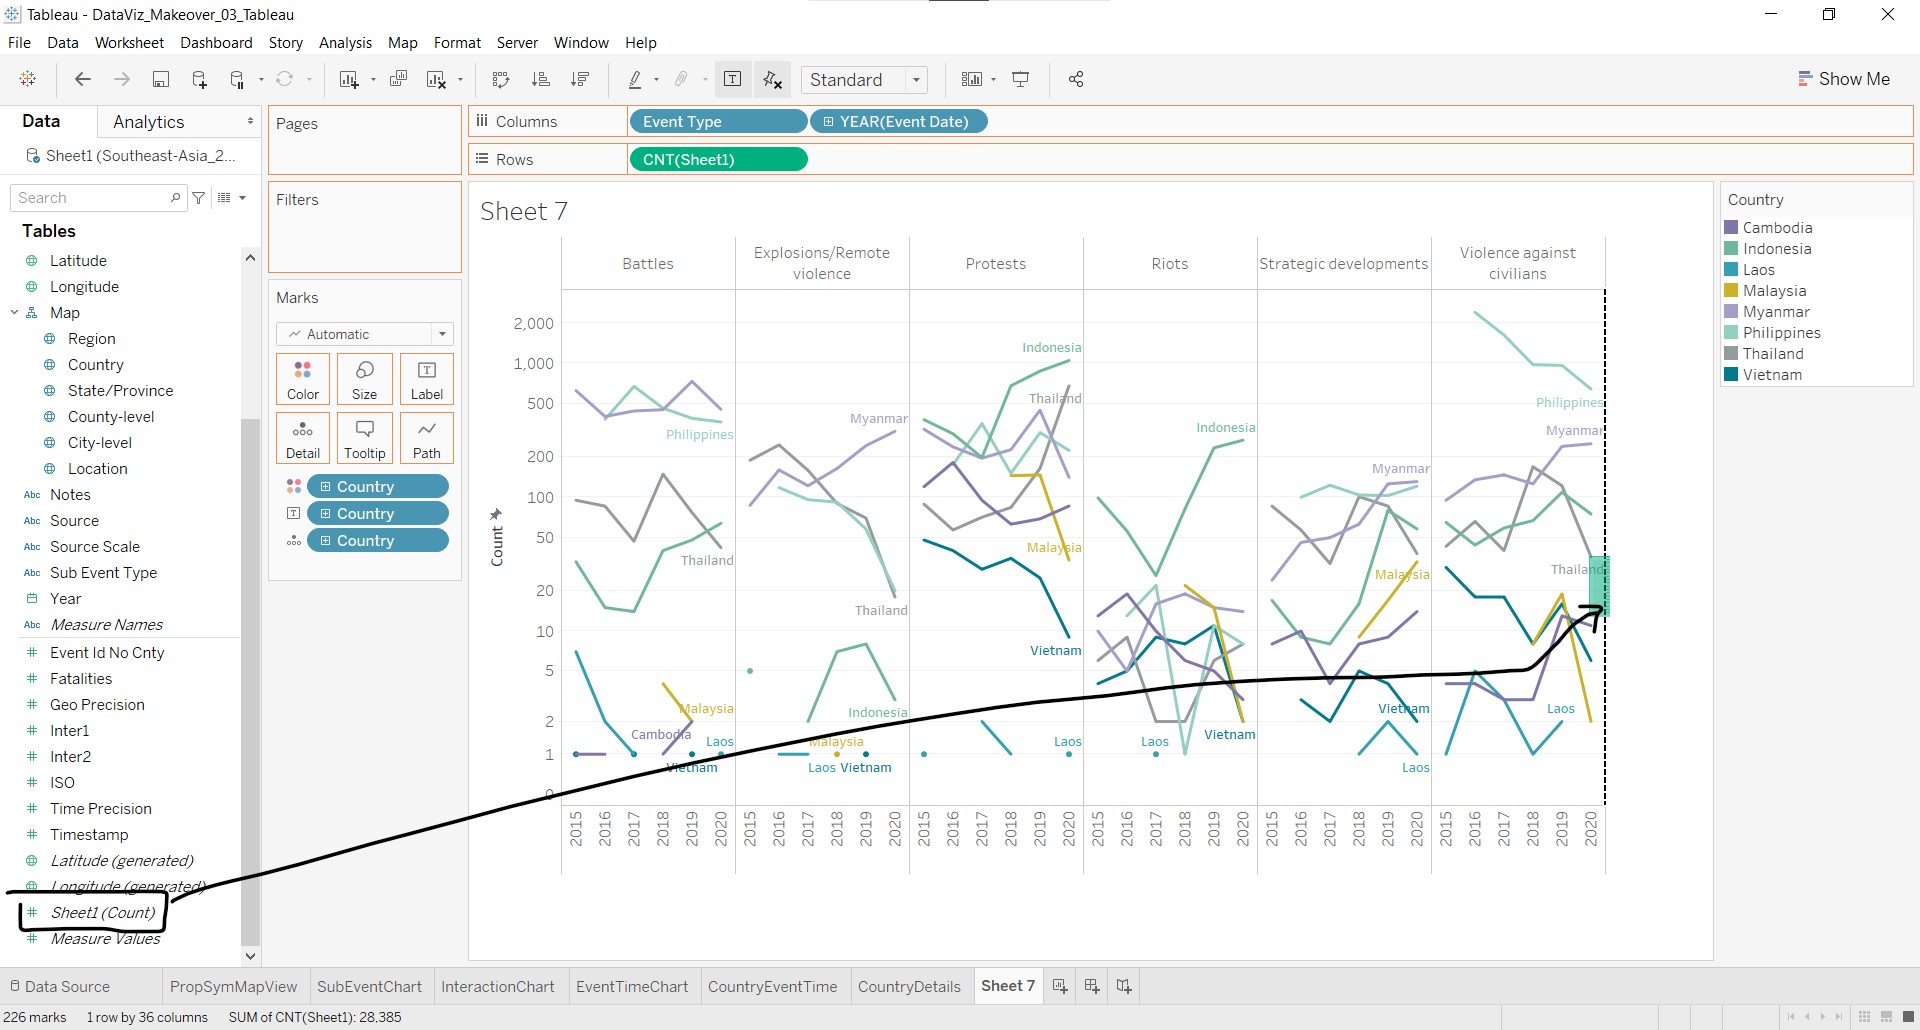 Tableau - DataViz_Makeover_03_Tableau
File Data Worksheet Dashboard Story Analysis Map Format Server Window Help
Standard
Show Me
Data
Analytics
Sheet1 (Southeast-Asia_2...
Search
Tables
Latitude
Longitude
Map
Region
Country
State/Province
County-level
City-level
Location
Abc Notes
Abc Source
Abc Source Scale
Abc Sub Event Type
Year
Abc Measure Names
# Event Id No Cnty
# Fatalities
# Geo Precision
# Inter1
# Inter2
# ISO
# Time Precision
# Timestamp
Latitude (generated)
Longitude (generated)
# Sheet1 (Count)
# Measure Values
Pages
Filters
Marks
Automatic
Color
Size
Label
Detail
Tooltip
Path
Country
Country
Country
Columns
Event Type
YEAR(Event Date)
Rows
CNT(Sheet1)
Sheet 7
Battles
Explosions/Remote
violence
Protests
Riots
Strategic developments
Violence against
civilians
Count
2,000
1,000
500
200
100
50
20
10
5
2
1
0
Philippines
Thailand
Malaysia
Cambodia
Laos
Vietnam
Myanmar
Thailand
Indonesia
Malaysia
Laos Vietnam
Indonesia
Thailand
Malaysia
Vietnam
Laos
Indonesia
Laos
Vietnam
Myanmar
Malaysia
Vietnam
Laos
Philippines
Myanmar
Thailand
Laos
2015 2016 2017 2018 2019 2020
2015 2016 2017 2018 2019 2020
2015 2016 2017 2018 2019 2020
2015 2016 2017 2018 2019 2020
2015 2016 2017 2018 2019 2020
2015 2016 2017 2018 2019 2020
Country
Cambodia
Indonesia
Laos
Malaysia
Myanmar
Philippines
Thailand
Vietnam
Data Source
PropSymMapView
SubEventChart
InteractionChart
EventTimeChart
CountryEventTime
CountryDetails
Sheet 7
226 marks
1 row by 36 columns
SUM of CNT(Sheet1): 28,385